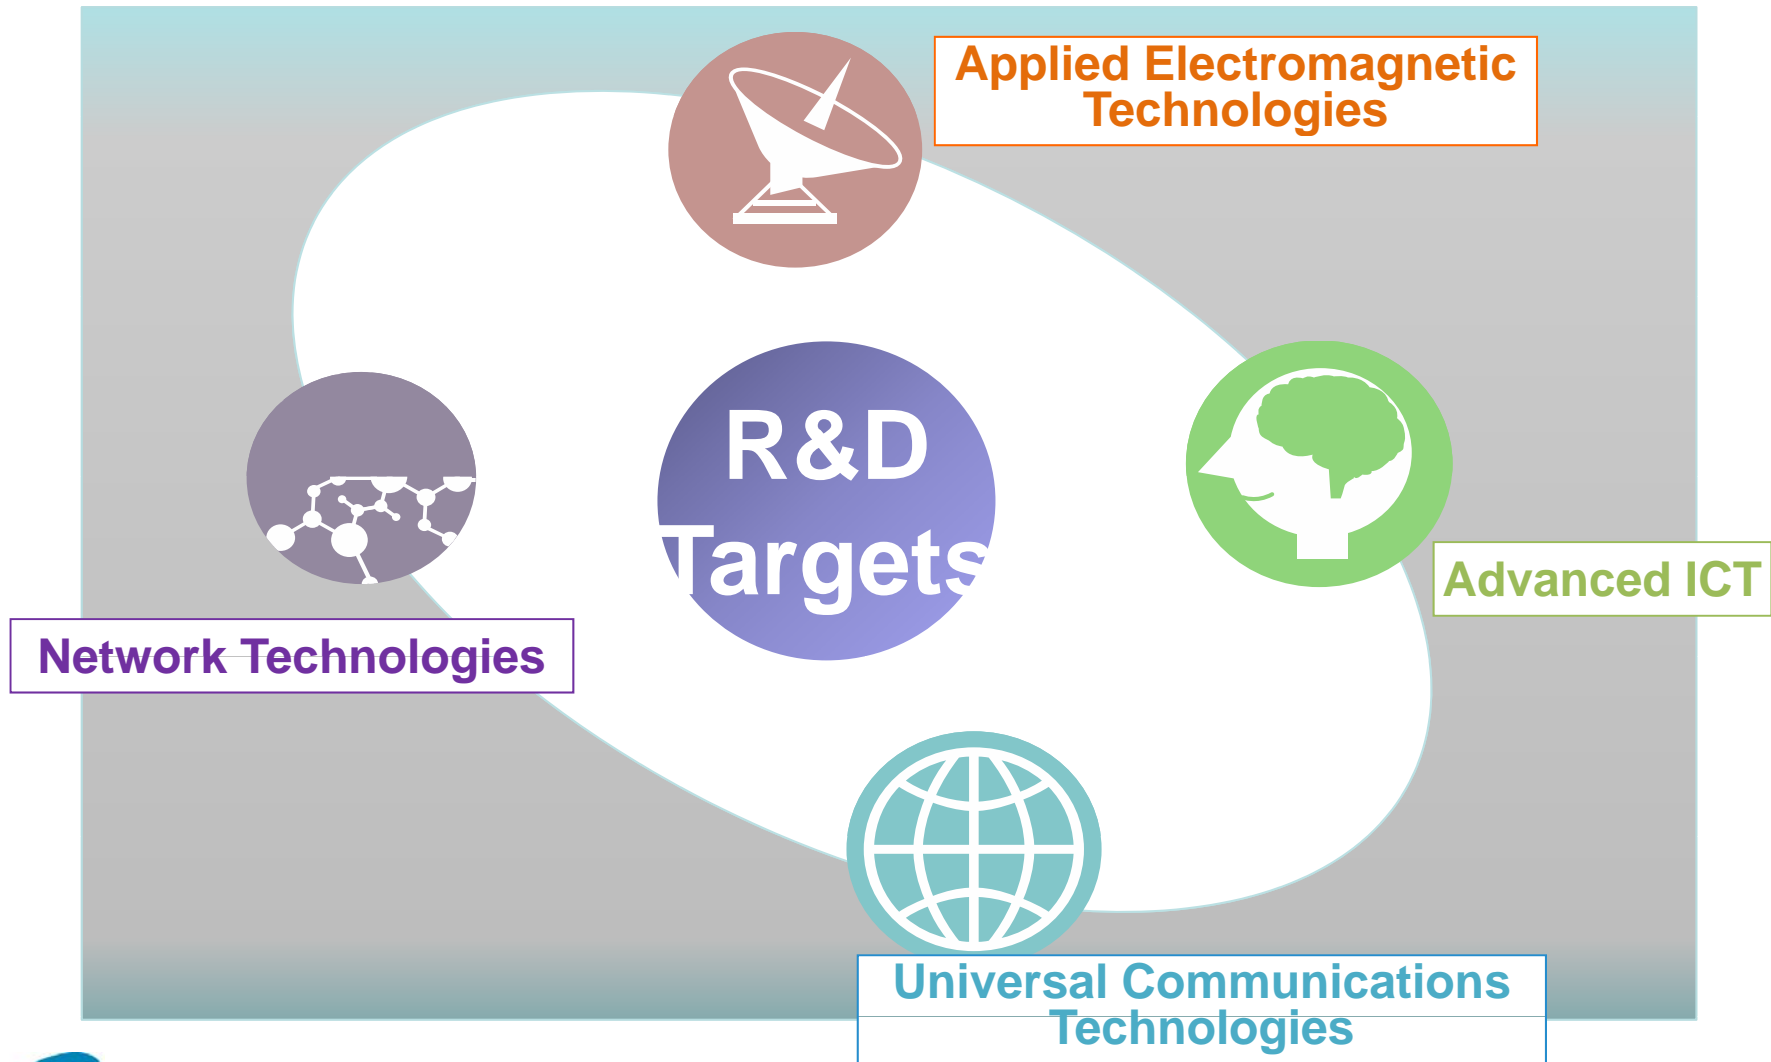 Applied Electromagnetic
Technologies
R&D
Targets
Advanced ICT
Network Technologies
Universal Communications
Technologies